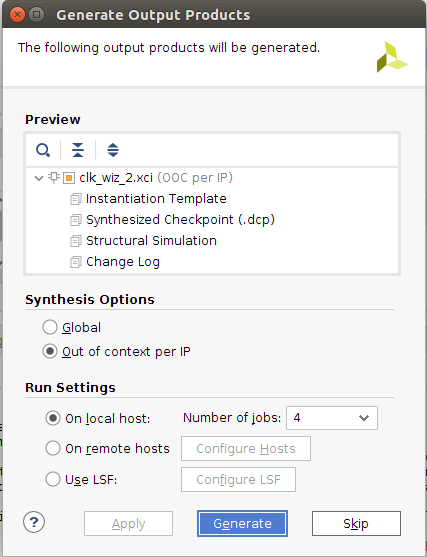 Generate Output Products
The following output products will be generated.
Preview
clk_wiz_2.xci (OOC per IP)
Instantiation Template
Synthesized Checkpoint (.dcp)
Structural Simulation
Change Log
Synthesis Options
Global
Out of context per IP
Run Settings
On local host: Number of jobs: 4
On remote hosts Configure Hosts
Use LSF: Configure LSF
? Apply Generate Skip